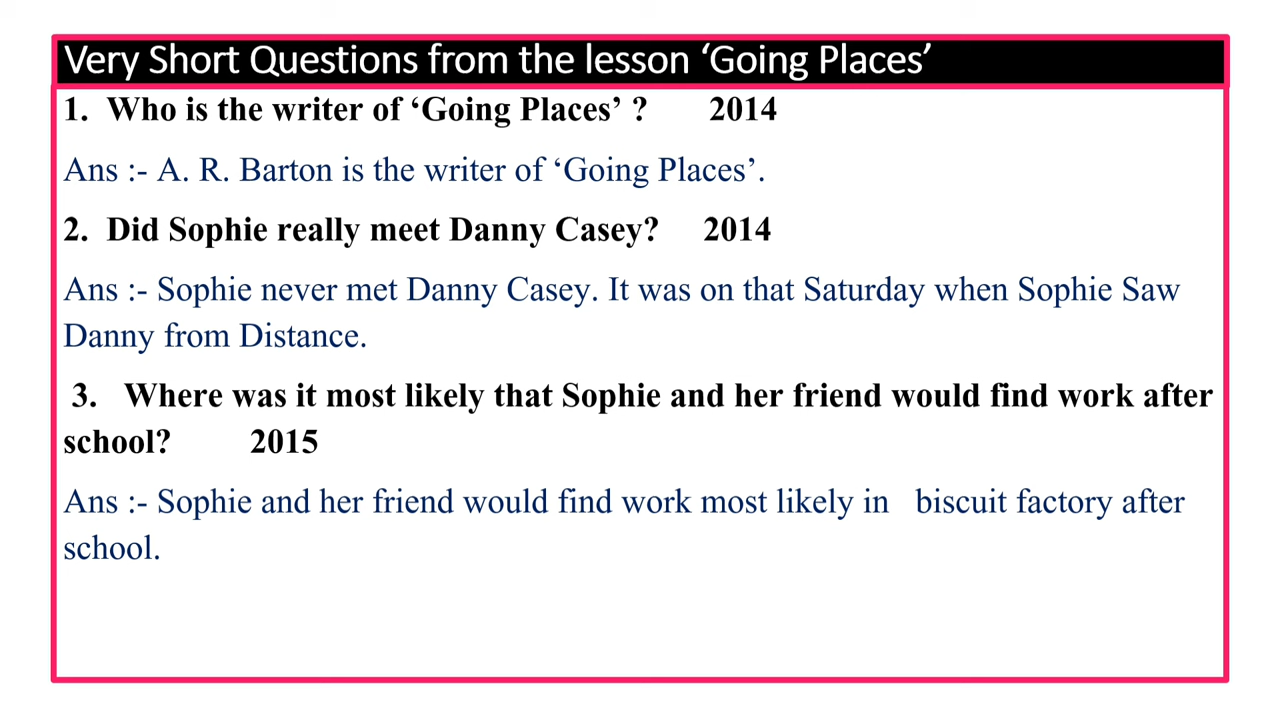 Very Short Questions from the lesson ‘Going Places’
1. Who is the writer of ‘Going Places’ ? 2014
Ans :- A. R. Barton is the writer of ‘Going Places’.
2. Did Sophie really meet Danny Casey? 2014
Ans :- Sophie never met Danny Casey. It was on that Saturday when Sophie Saw
Danny from Distance.
3. Where was it most likely that Sophie and her friend would find work after
school? 2015
Ans :- Sophie and her friend would find work most likely in biscuit factory after
school.